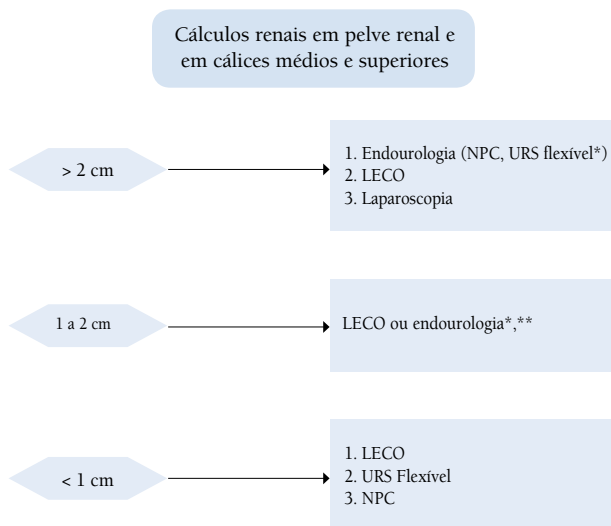 Cálculos renais em pelve renal e
em cálices médios e superiores
> 2 cm
1. Endourologia (NPC, URS flexível*)
2. LECO
3. Laparoscopia
1 a 2 cm
LECO ou endourologia*,**
< 1 cm
1. LECO
2. URS Flexível
3. NPC